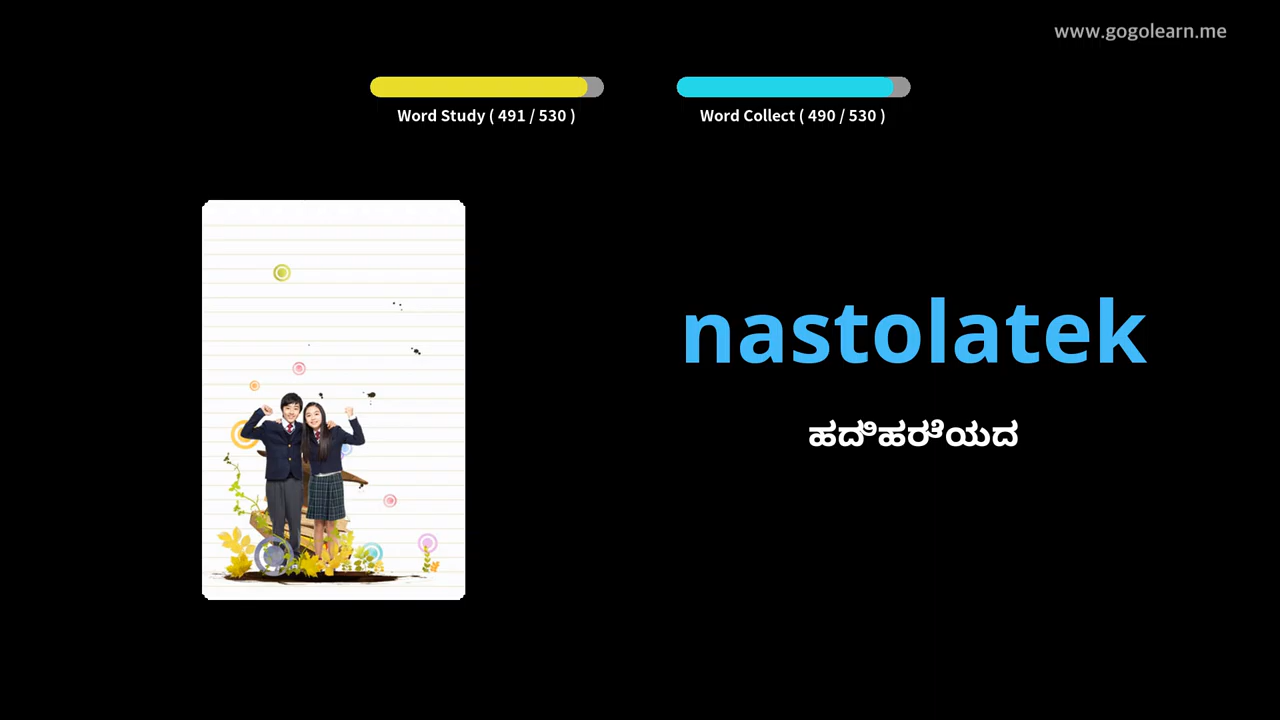 www.gogolearn.me
Word Study ( 491 / 530 )
Word Collect ( 490 / 530 )
nastolatek
ಹದಿಹರೆಯದ